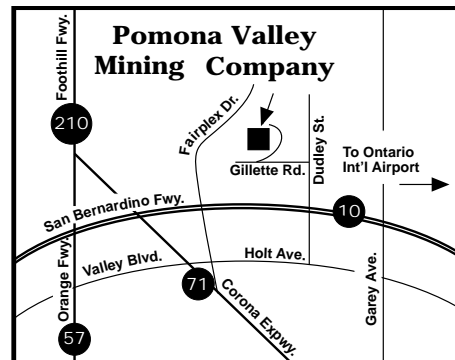 Pomona Valley
Mining Company
Foothill Fwy.
210
Fairplex Dr.
Dudley St.
Gillette Rd.
To Ontario
Int'l Airport
San Bernardino Fwy.
10
Orange Fwy.
Valley Blvd.
Holt Ave.
71
Corona Expwy.
Garey Ave.
57